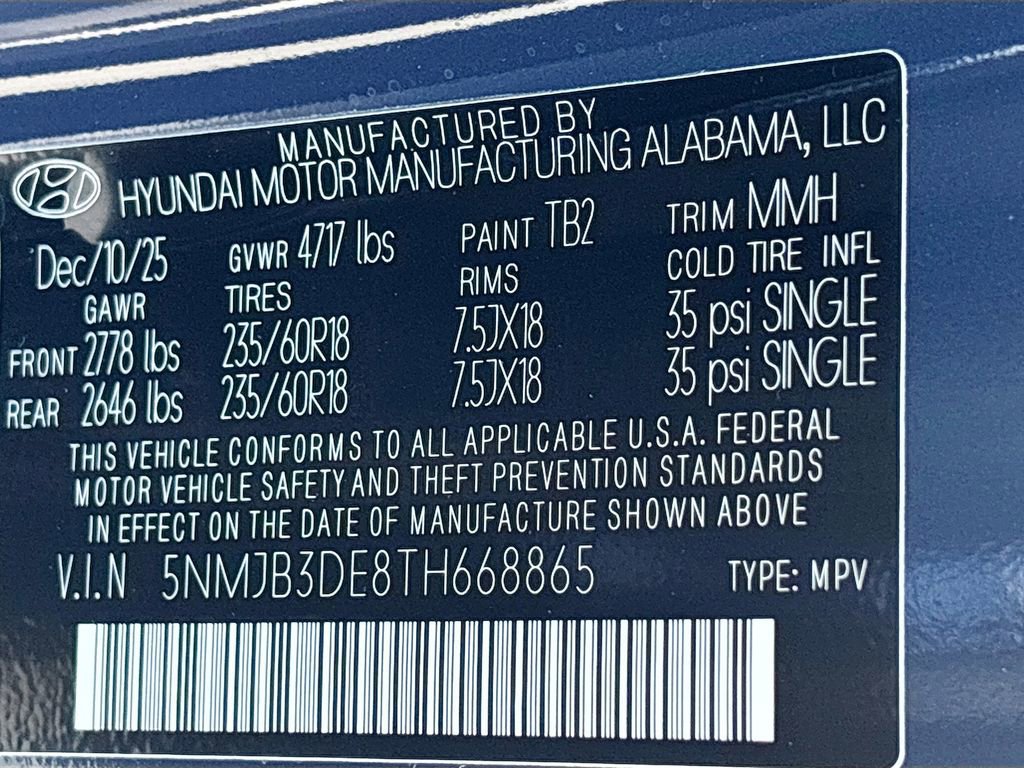 MANUFACTURED BY
HYUNDAI MOTOR MANUFACTURING ALABAMA, LLC
Dec/10/25 GVWR 4717 lbs PAINT TB2 TRIM MMH
GAWR TIRES RIMS COLD TIRE INFL
FRONT 2778 lbs 235/60R18 7.5JX18 35 psi SINGLE
REAR 2646 lbs 235/60R18 7.5JX18 35 psi SINGLE
THIS VEHICLE CONFORMS TO ALL APPLICABLE U.S.A. FEDERAL
MOTOR VEHICLE SAFETY AND THEFT PREVENTION STANDARDS
IN EFFECT ON THE DATE OF MANUFACTURE SHOWN ABOVE
V.I.N 5NMJB3DE8TH668865 TYPE: MPV